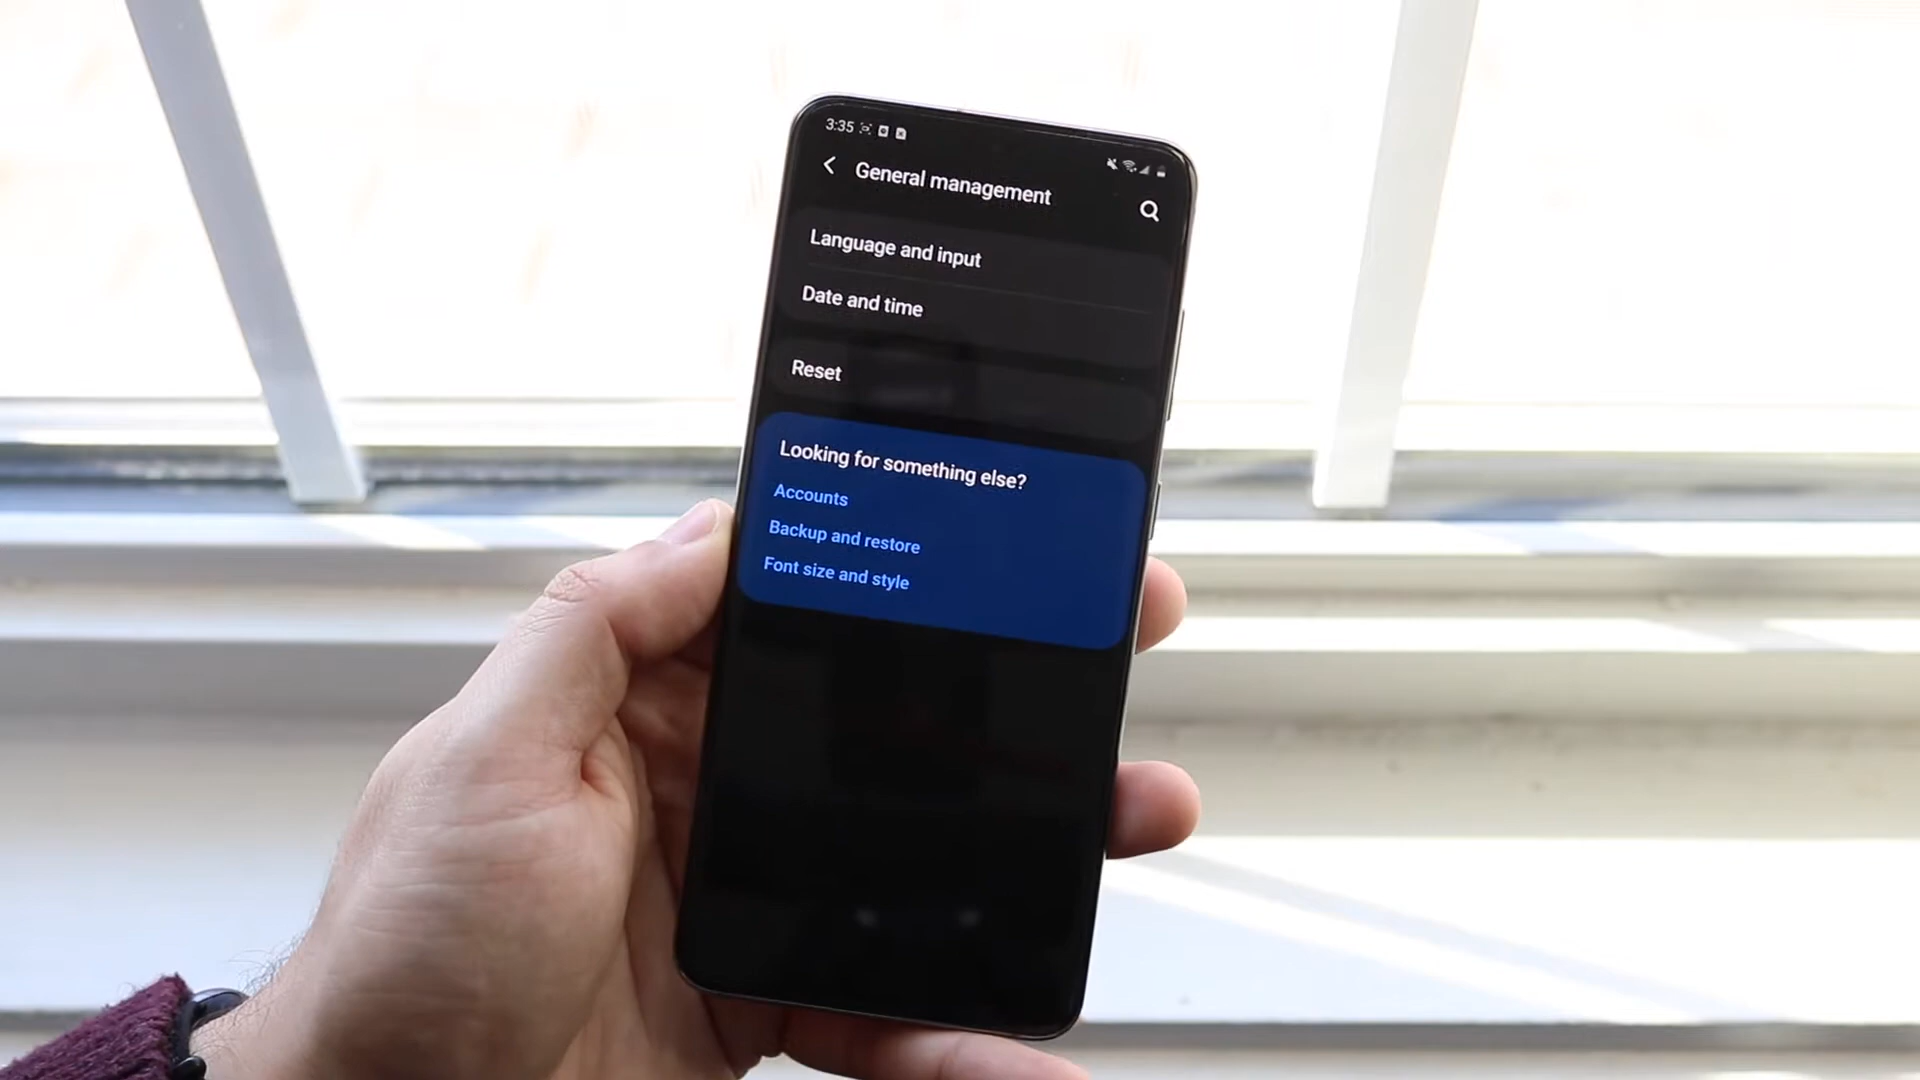 3:35
General management
Language and input
Date and time
Reset
Looking for something else?
Accounts
Backup and restore
Font size and style